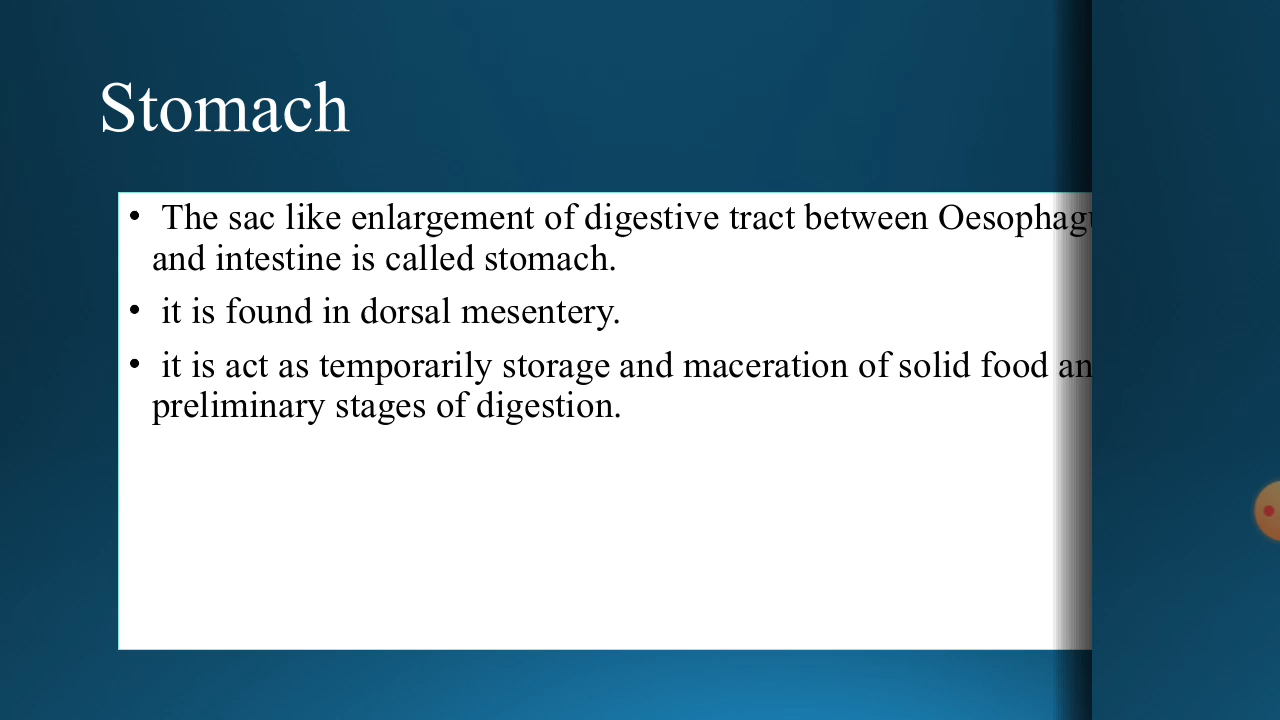 Stomach
• The sac like enlargement of digestive tract between
and intestine is called stomach.
• it is found in dorsal mesentery.
• it is act as temporarily storage and maceration of solid food
preliminary stages of digestion.